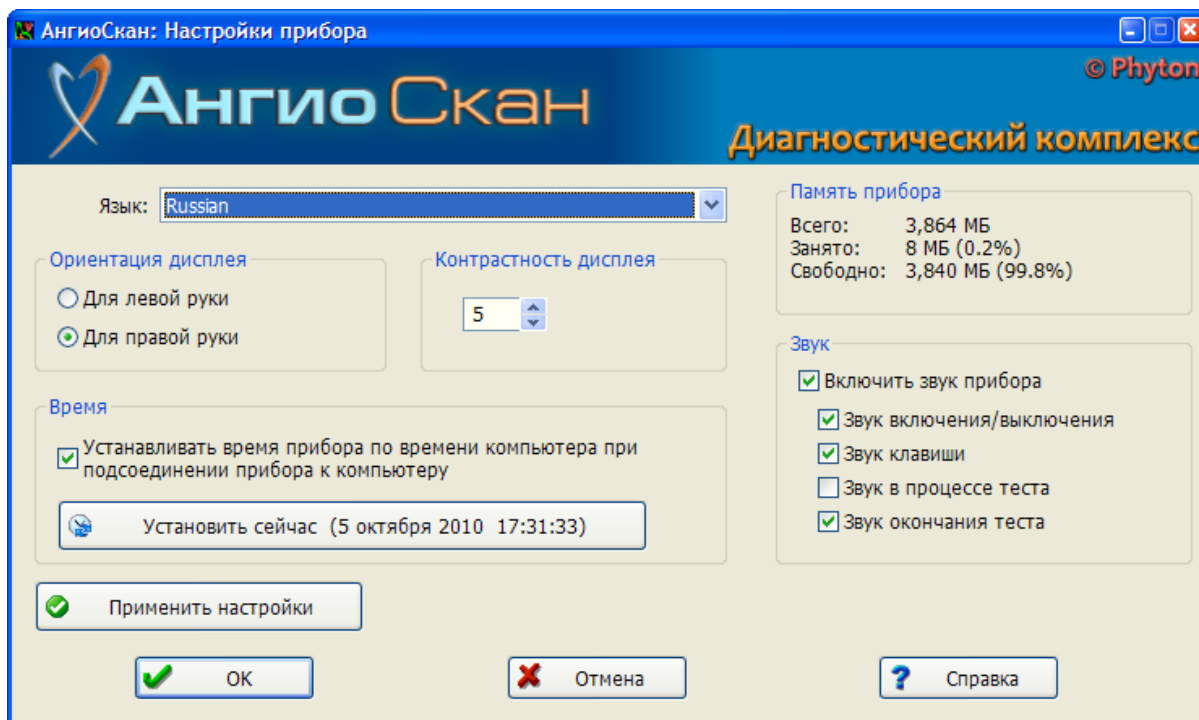 АнгиоСкан: Настройки прибора
© Phyton
Ангио Скан
Диагностический комплекс
Язык: Russian
Ориентация дисплея
Для левой руки
Для правой руки
Контрастность дисплея
5
Время
Устанавливать время прибора по времени компьютера при
подсоединении прибора к компьютеру
Установить сейчас (5 октября 2010 17:31:33)
Память прибора
Всего: 3,864 МБ
Занято: 8 МБ (0.2%)
Свободно: 3,840 МБ (99.8%)
Звук
Включить звук прибора
Звук включения/выключения
Звук клавиши
Звук в процессе теста
Звук окончания теста
Применить настройки
OK
Отмена
Справка